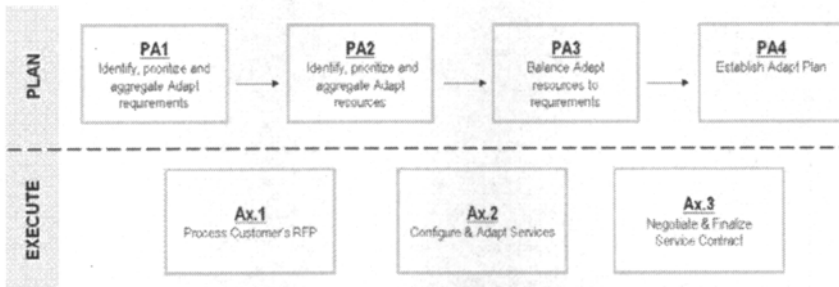 PLAN
PA1
Identify, prioritize and
aggregate Adapt
requirements
PA2
Identify, prioritize and
aggregate Adapt
resources
PA3
Balance Adapt
resources to
requirements
PA4
Establish Adapt Plan
EXECUTE
Ax.1
Process Customer's RFP
Ax.2
Configure & Adapt Services
Ax.3
Negotiate & Finalize
Service Contract